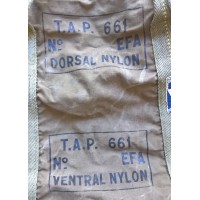 T.A.P. 661
Nº EFA
DORSAL NYLON
T.A.P. 661
Nº EFA
VENTRAL NYLON